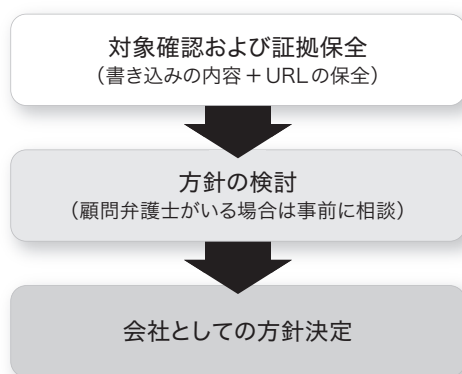 対象確認および証拠保全
（書き込みの内容＋URLの保全）
方針の検討
（顧問弁護士がいる場合は事前に相談）
会社としての方針決定